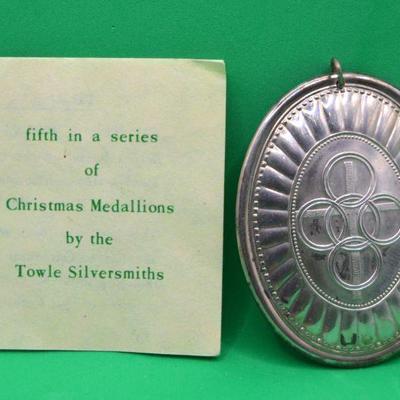 fifth in a series
of
Christmas Medallions
by the
Towle Silversmiths